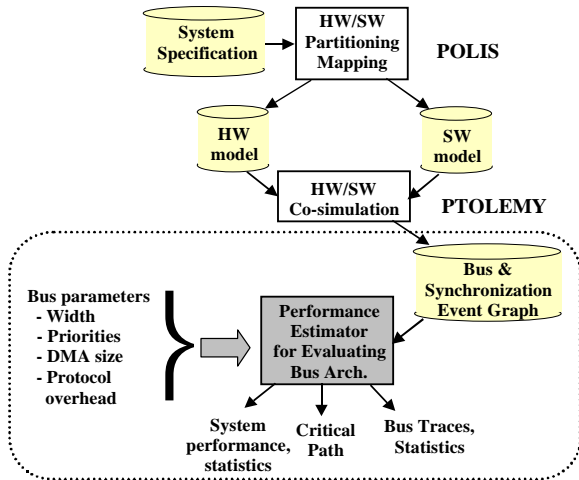 System
Specification
HW/SW
Partitioning
Mapping
POLIS
HW
model
SW
model
HW/SW
Co-simulation
PTOLEMY
Bus &
Synchronization
Event Graph
Bus parameters
- Width
- Priorities
- DMA size
- Protocol
overhead
Performance
Estimator
for Evaluating
Bus Arch.
System
performance,
statistics
Critical
Path
Bus Traces,
Statistics